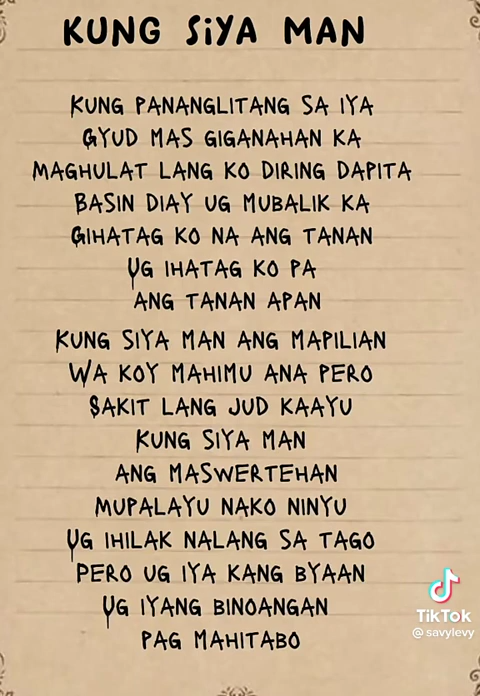 KUNG SiYA MAN
KUNG PANANGLITANG SA IYA
GYUD MAS GIGANAHAN KA
MAGHULAT LANG KO DIRING DAPITA
BASIN DIAY UG MUBALIK KA
GIHATAG KO NA ANG TANAN
UG IHATAG KO PA
ANG TANAN APAN
KUNG SIYA MAN ANG MAPILIAN
WA KOY MAHIMU ANA PERO
SAKIT LANG JUD KAAYU
KUNG SIYA MAN
ANG MASWERTEHAN
MUPALAYU NAKO NINYU
UG IHILAK NALANG SA TAGO
PERO UG IYA KANG BYAAN
UG IYANG BINOANGAN
PAG MAHITABO
TikTok
@savylevy